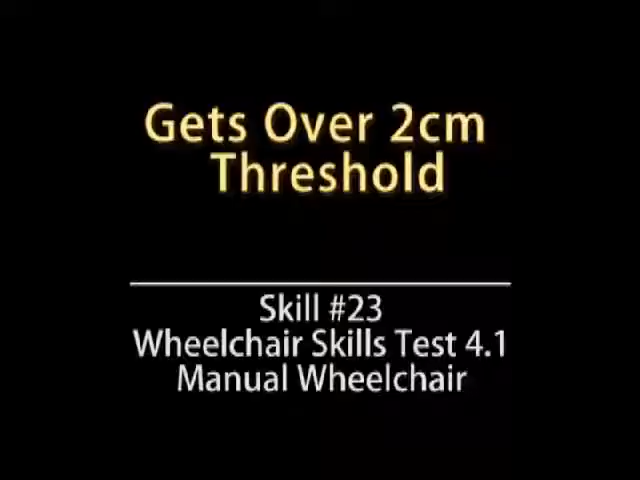 Gets Over 2cm
Threshold
Skill #23
Wheelchair Skills Test 4.1
Manual Wheelchair